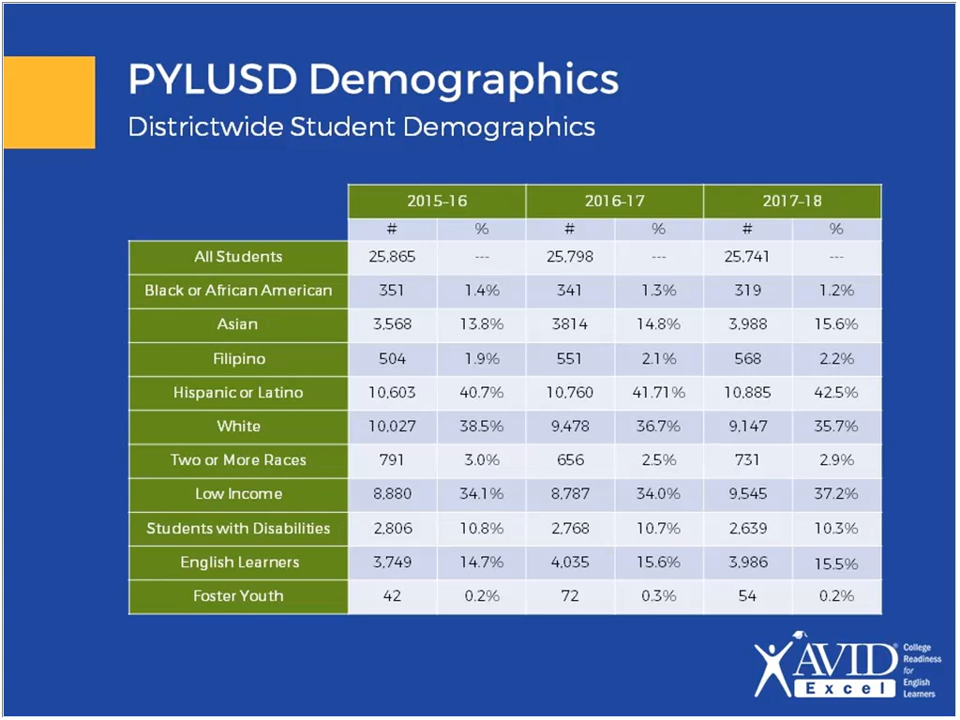 PYLUSD Demographics
Districtwide Student Demographics
2015-16 2016-17 2017-18
# % # % # %
All Students 25,865 --- 25,798 --- 25,741 ---
Black or African American 351 1.4% 341 1.3% 319 1.2%
Asian 3,568 13.8% 3814 14.8% 3,988 15.6%
Filipino 504 1.9% 551 2.1% 568 2.2%
Hispanic or Latino 10,603 40.7% 10,760 41.71% 10,885 42.5%
White 10,027 38.5% 9,478 36.7% 9,147 35.7%
Two or More Races 791 3.0% 656 2.5% 731 2.9%
Low Income 8,880 34.1% 8,787 34.0% 9,545 37.2%
Students with Disabilities 2,806 10.8% 2,768 10.7% 2,639 10.3%
English Learners 3,749 14.7% 4,035 15.6% 3,986 15.5%
Foster Youth 42 0.2% 72 0.3% 54 0.2%
AVID®
Excel
College
Readiness
for
English
Learners